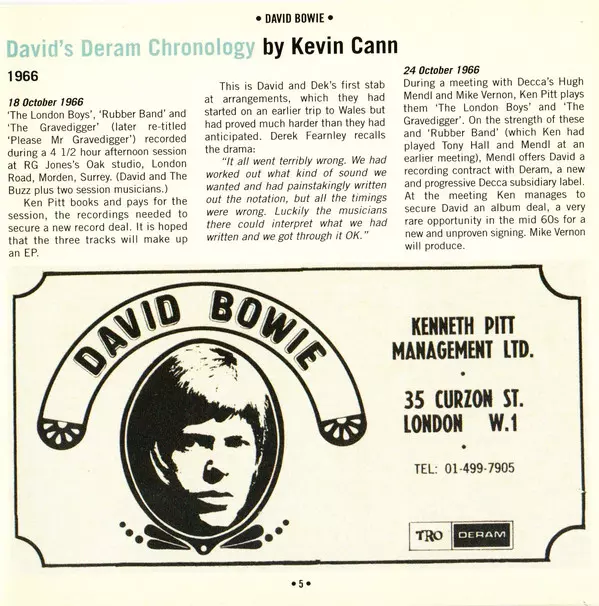 • DAVID BOWIE •
David's Deram Chronology by Kevin Cann
1966
18 October 1966
'The London Boys', 'Rubber Band' and
'The Gravedigger' (later re-titled
'Please Mr Gravedigger') recorded
during a 4 1/2 hour afternoon session
at RG Jones's Oak studio, London
Road, Morden, Surrey. (David and The
Buzz plus two session musicians.)
Ken Pitt books and pays for the
session, the recordings needed to
secure a new record deal. It is hoped
that the three tracks will make up
an EP.
This is David and Dek's first stab
at arrangements, which they had
started on an earlier trip to Wales but
had proved much harder than they had
anticipated. Derek Fearnley recalls
the drama:
"It all went terribly wrong. We had
worked out what kind of sound we
wanted and had painstakingly written
out the notation, but all the timings
were wrong. Luckily the musicians
there could interpret what we had
written and we got through it OK."
24 October 1966
During a meeting with Decca's Hugh
Mendl and Mike Vernon, Ken Pitt plays
them 'The London Boys' and 'The
Gravedigger'. On the strength of these
and 'Rubber Band' (which Ken had
played Tony Hall and Mendl at an
earlier meeting), Mendl offers David a
recording contract with Deram, a new
and progressive Decca subsidiary label.
At the meeting Ken manages to
secure David an album deal, a very
rare opportunity in the mid 60s for a
new and unproven signing. Mike Vernon
will produce.
DAVID BOWIE
KENNETH PITT
MANAGEMENT LTD.
•
35 CURZON ST.
LONDON W.1
•
TEL: 01-499-7905
TRO DERAM
• 5 •